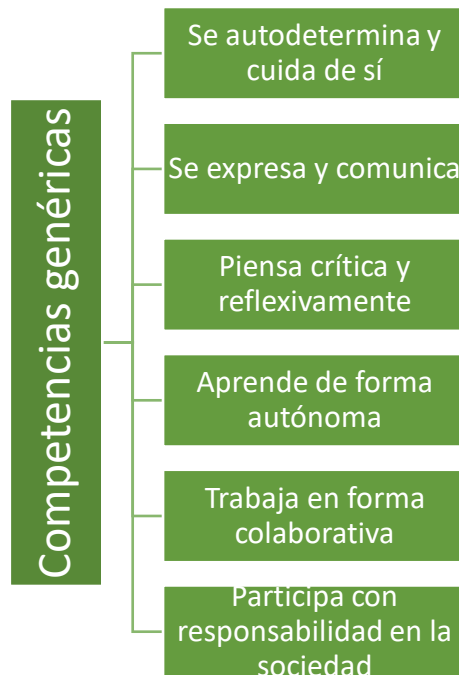 Competencias genéricas
Se autodetermina y
cuida de sí
Se expresa y comunica
Piensa crítica y
reflexivamente
Aprende de forma
autónoma
Trabaja en forma
colaborativa
Participa con
responsabilidad en la
sociedad